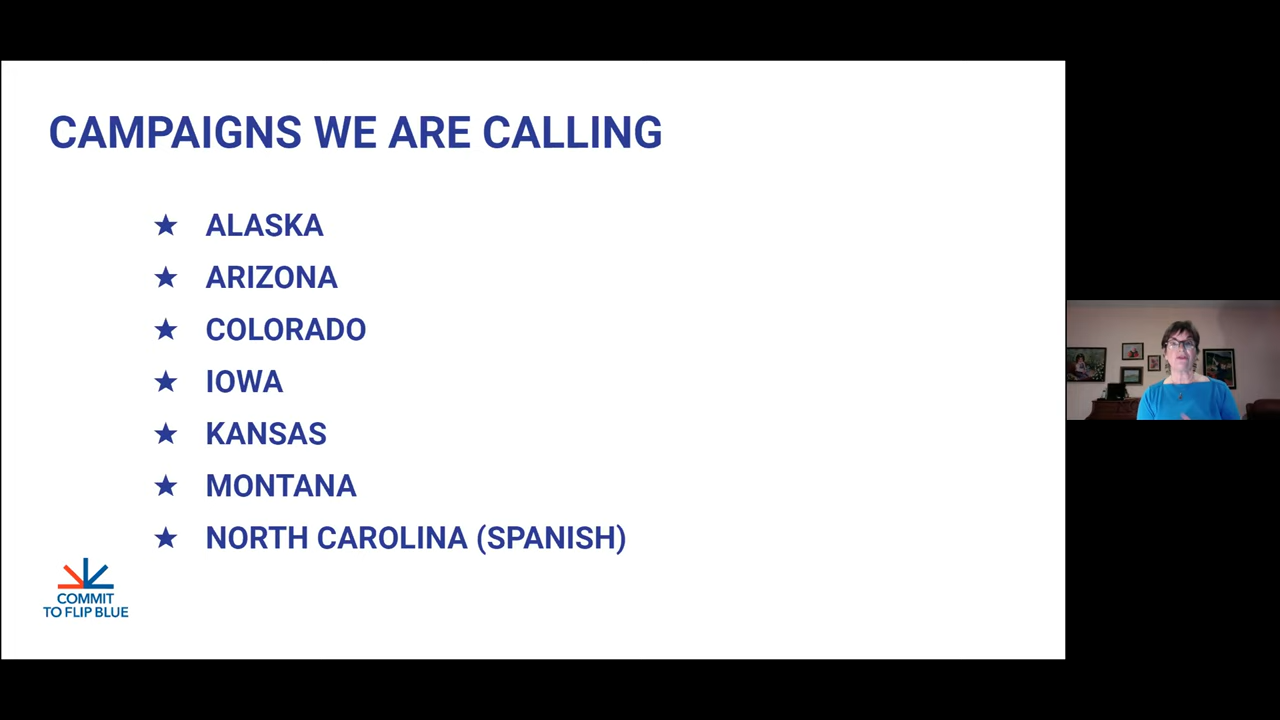 CAMPAIGNS WE ARE CALLING
★ ALASKA
★ ARIZONA
★ COLORADO
★ IOWA
★ KANSAS
★ MONTANA
★ NORTH CAROLINA (SPANISH)
COMMIT
TO FLIP BLUE